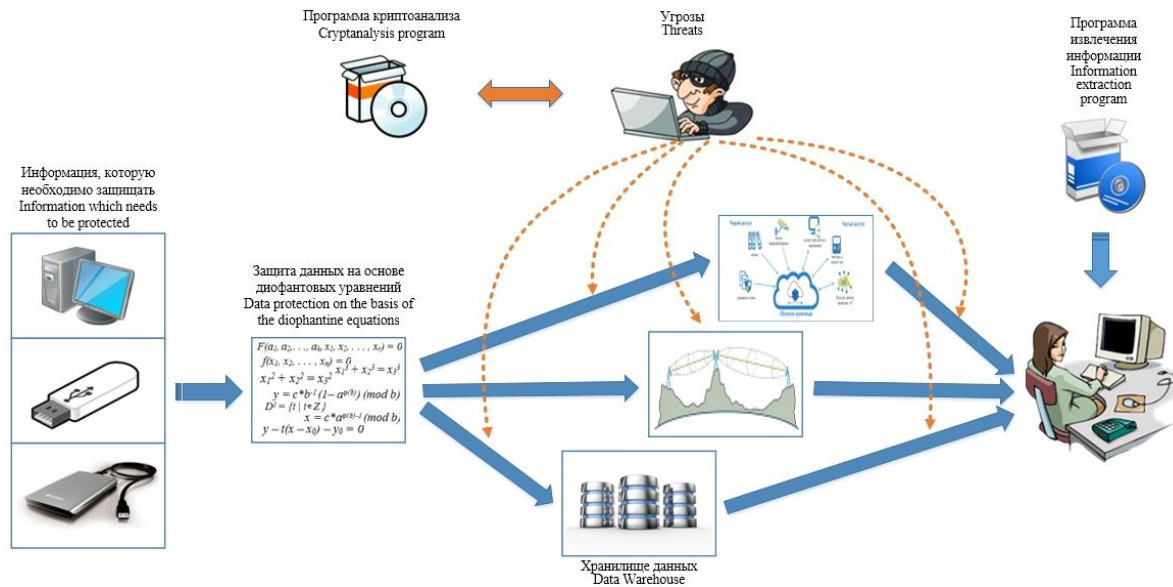 Программа криптоанализа
Cryptanalysis program
Угрозы
Threats
Программа
извлечения
информации
Information
extraction
program
Информация, которую
необходимо защищать
Information which needs
to be protected
Защита данных на основе
диофантовых уравнений
Data protection on the basis of
the diophantine equations
F(a₁, a₂,…, a₆, x₁, x₂, …, xₙ) = 0
f(x₁, x₂, …, xₙ) = 0
x₁³ + x₂³ = x₃³
x₁² + x₂² = x₃²
y = c*b⁻¹ (1– a^φ(b)) (mod b)
D¹ = {t | t∈Z}
x = c*a^φ(b)–1 (mod b)
y – t(x – x₀) – y₀ = 0
Хранилище данных
Data Warehouse